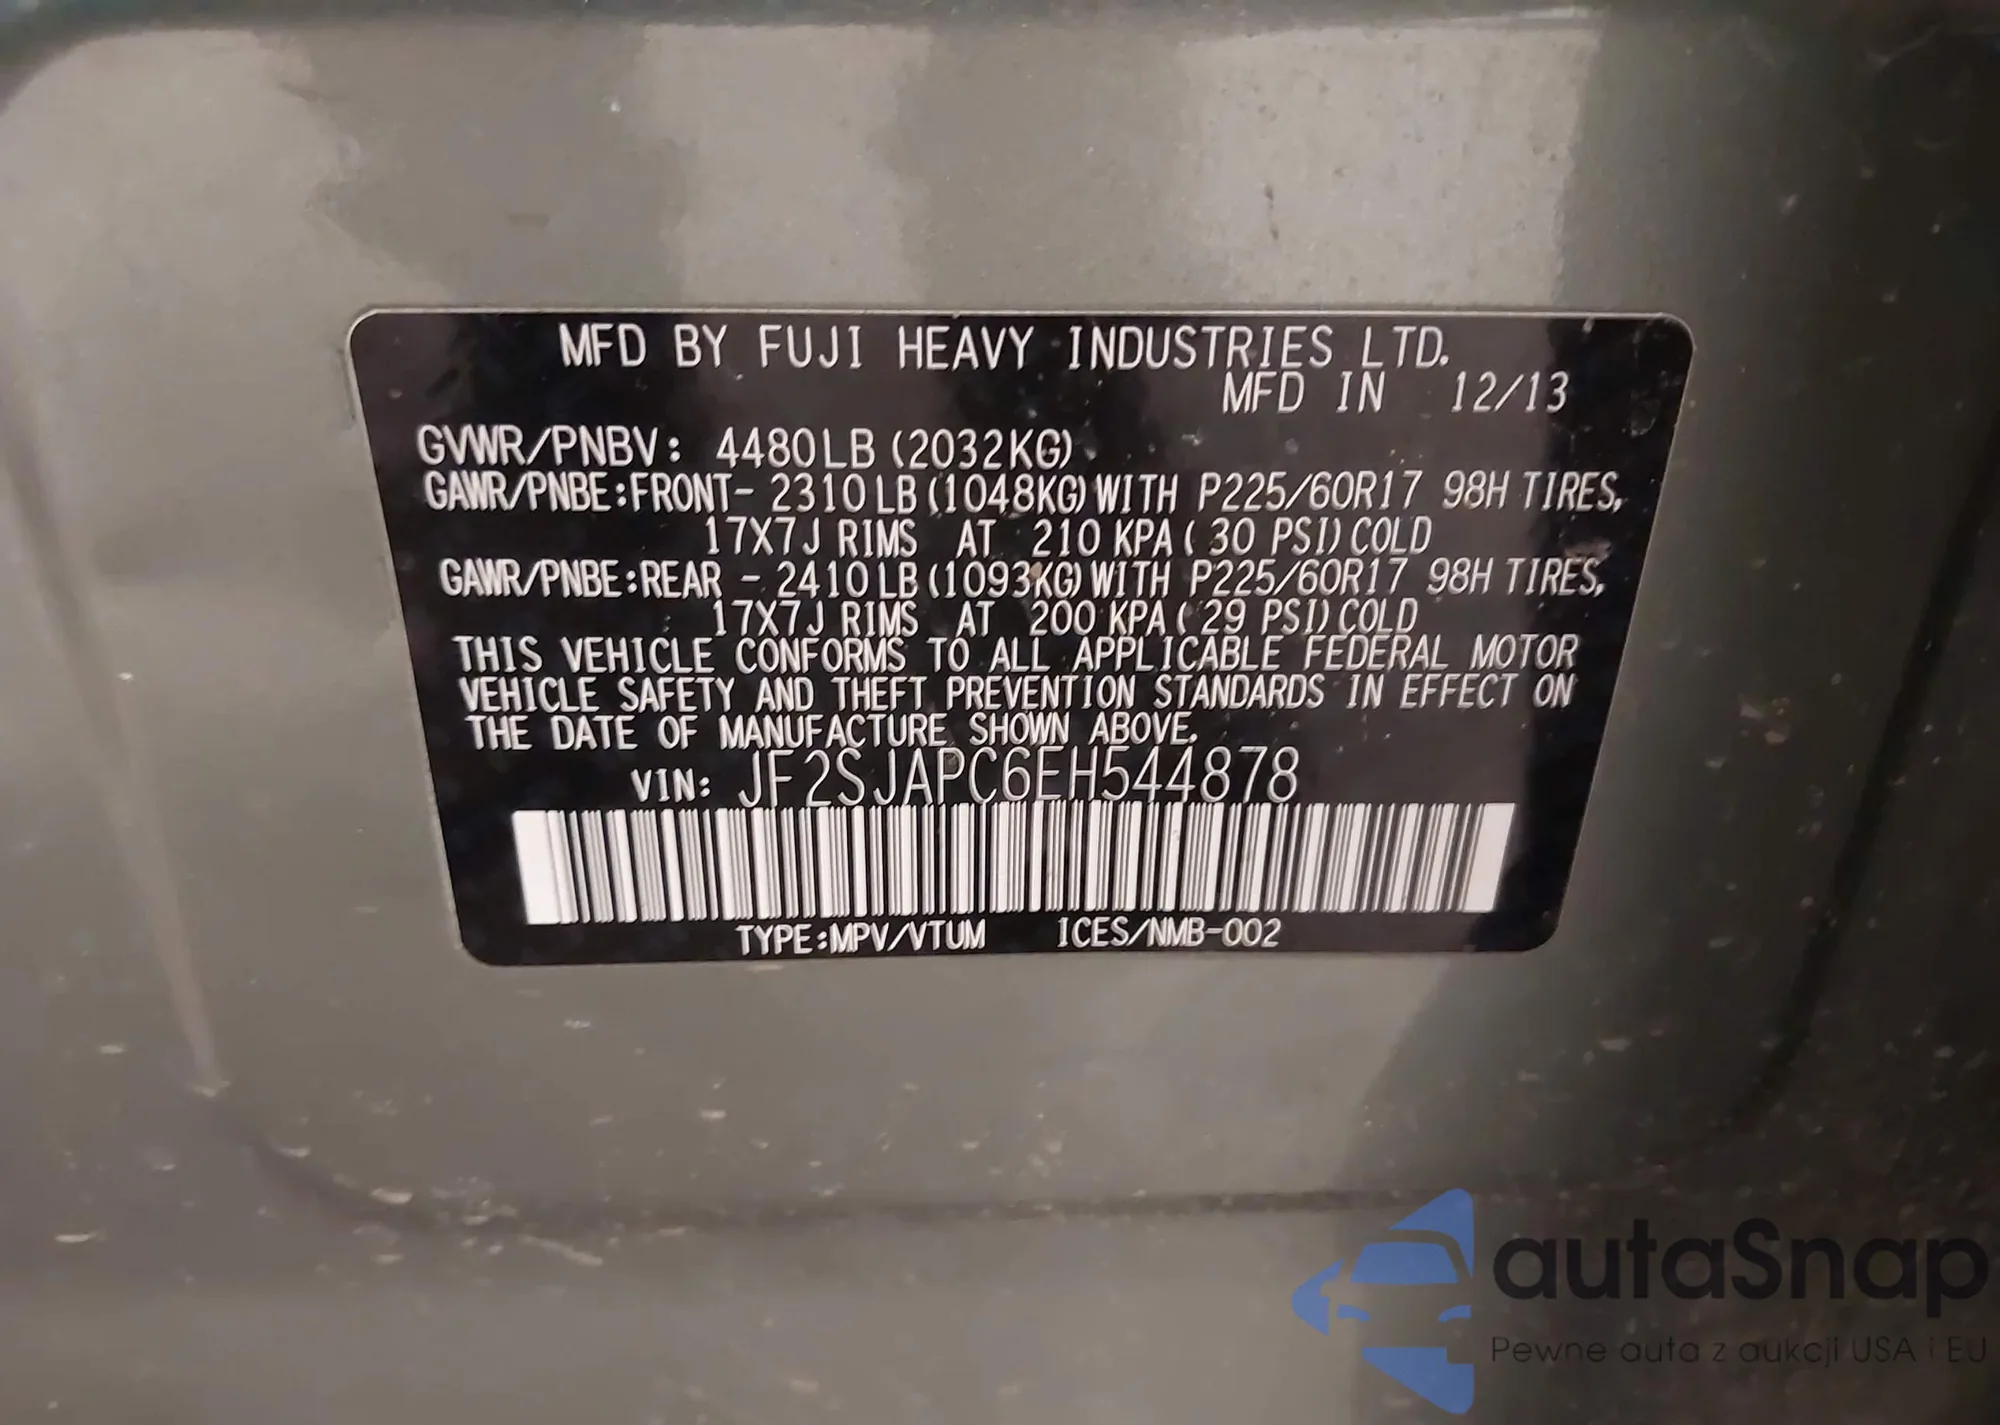 MFD BY FUJI HEAVY INDUSTRIES LTD.
MFD IN 12/13
GVWR/PNBV: 4480LB (2032KG)
GAWR/PNBE:FRONT- 2310LB(1048KG)WITH P225/60R17 98H TIRES,
17X7J RIMS AT 210 KPA( 30 PSI)COLD
GAWR/PNBE:REAR - 2410LB(1093KG)WITH P225/60R17 98H TIRES,
17X7J RIMS AT 200 KPA( 29 PSI)COLD
THIS VEHICLE CONFORMS TO ALL APPLICABLE FEDERAL MOTOR
VEHICLE SAFETY AND THEFT PREVENTION STANDARDS IN EFFECT ON
THE DATE OF MANUFACTURE SHOWN ABOVE.
VIN: JF2SJAPC6EH544878
TYPE:MPV/VTUM ICES/NMB-002
autaSnap
Pewne auta z aukcji USA i EU